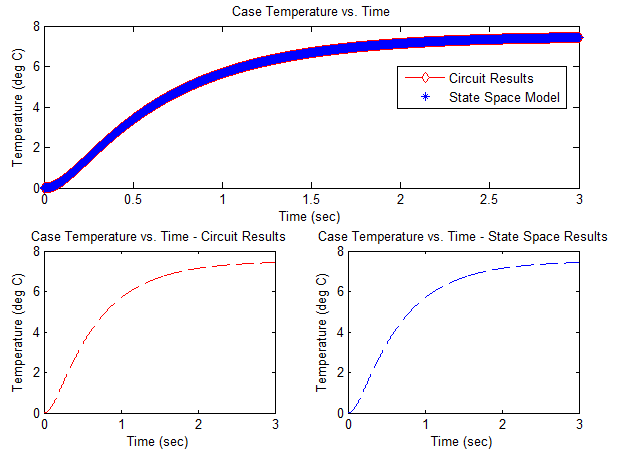 Case Temperature vs. Time
8
6
4
2
0
Temperature (deg C)
Circuit Results
State Space Model
0 0.5 1 1.5 2 2.5 3
Time (sec)
Case Temperature vs. Time - Circuit Results
8
6
4
2
0
Temperature (deg C)
0 1 2 3
Time (sec)
Case Temperature vs. Time - State Space Results
8
6
4
2
0
Temperature (deg C)
0 1 2 3
Time (sec)